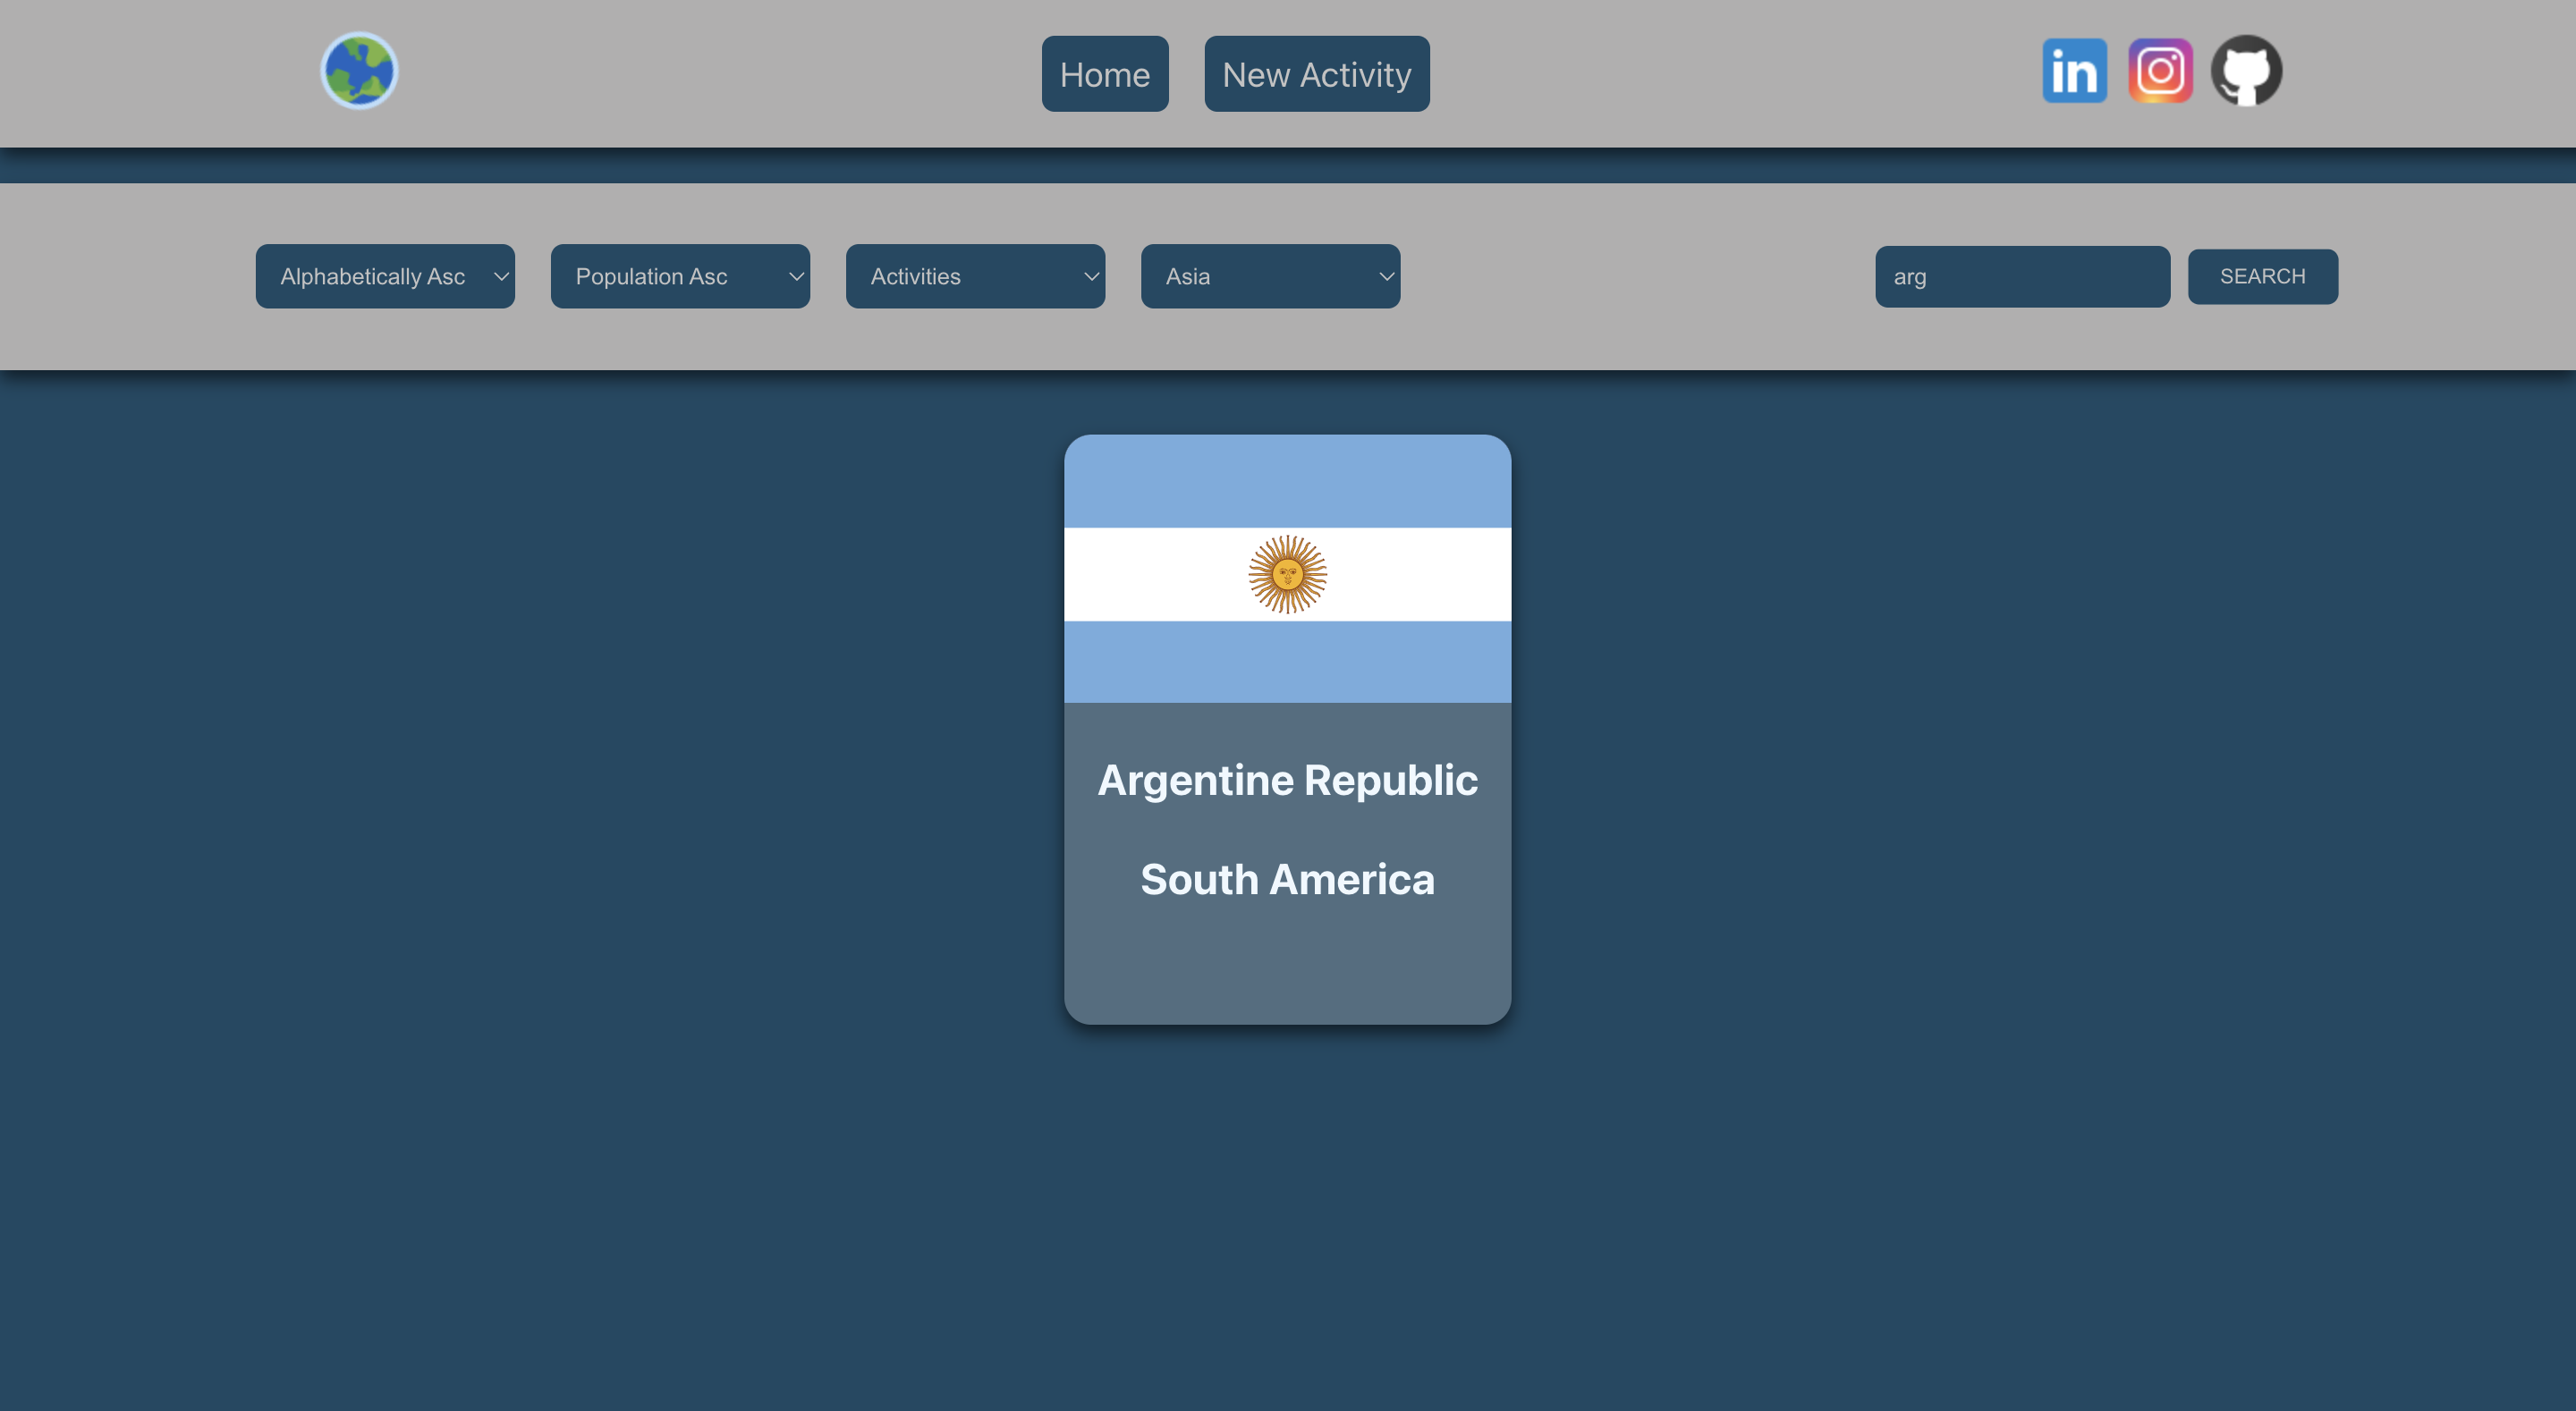 Home New Activity
in
Alphabetically Asc Population Asc Activities Asia arg SEARCH
Argentine Republic
South America